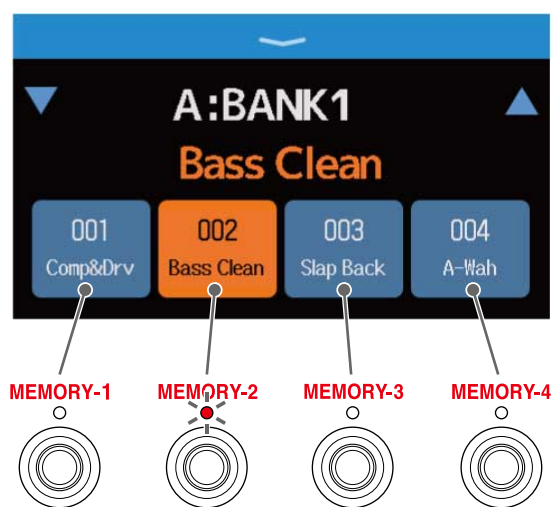 A:BANK1
Bass Clean
001 002 003 004
Comp&Drv Bass Clean Slap Back A-Wah
MEMORY-1 MEMORY-2 MEMORY-3 MEMORY-4